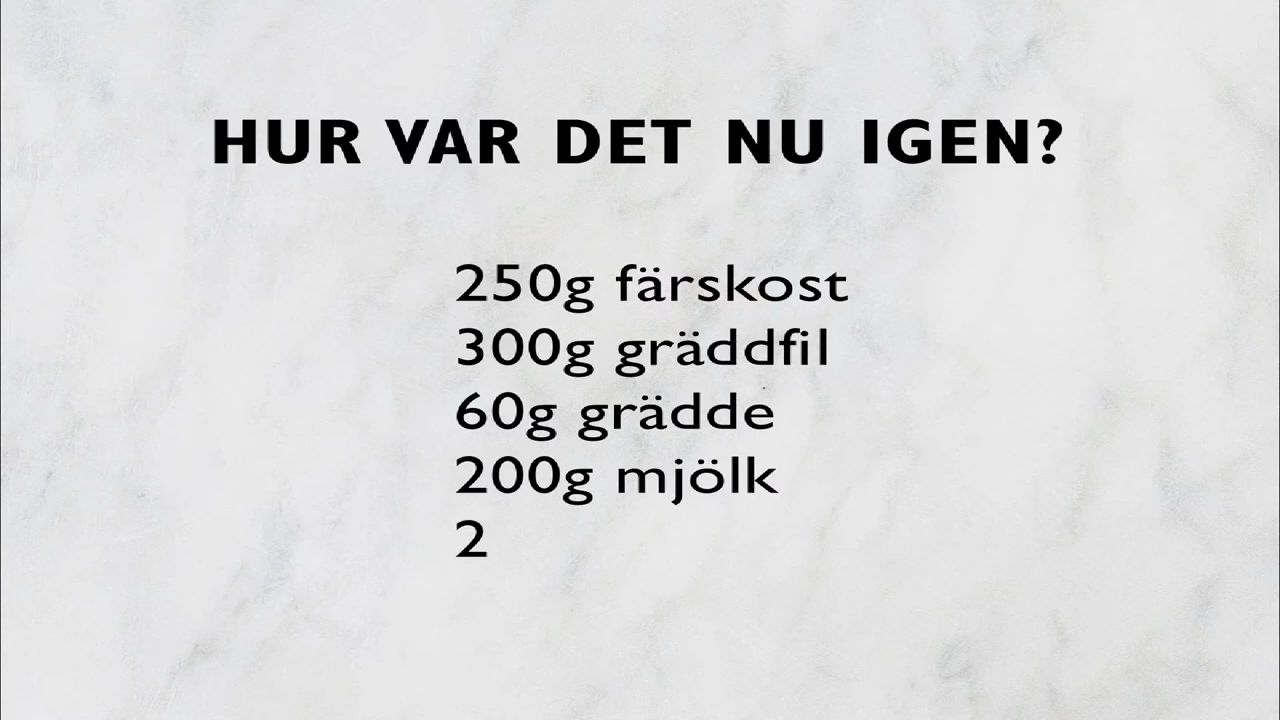 HUR VAR DET NU IGEN?
250g färskost
300g gräddfil
60g grädde
200g mjölk
2